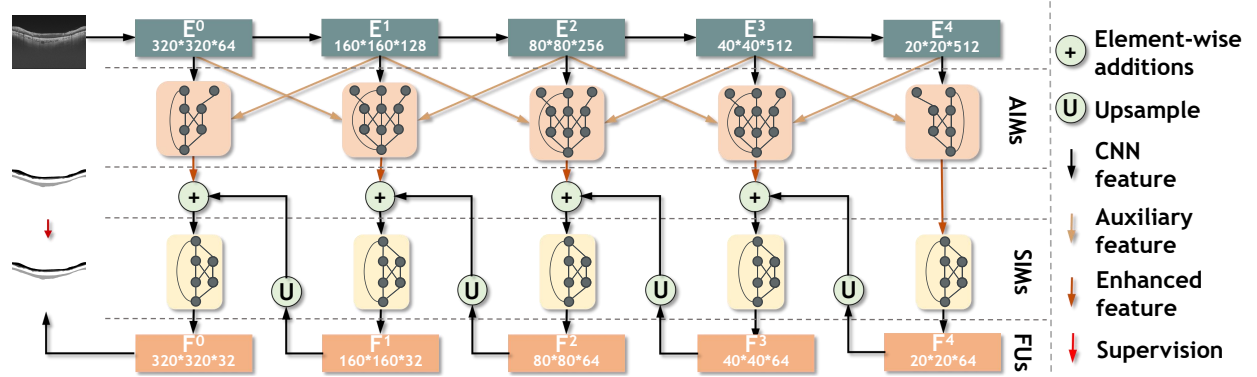 E⁰
320*320*64
E¹
160*160*128
E²
80*80*256
E³
40*40*512
E⁴
20*20*512
AIMs
+
+
+
+
SIMs
U
U
U
U
F⁰
320*320*32
F¹
160*160*32
F²
80*80*64
F³
40*40*64
F⁴
20*20*64
FUs
+
Element-wise
additions
U
Upsample
CNN
feature
Auxiliary
feature
Enhanced
feature
Supervision